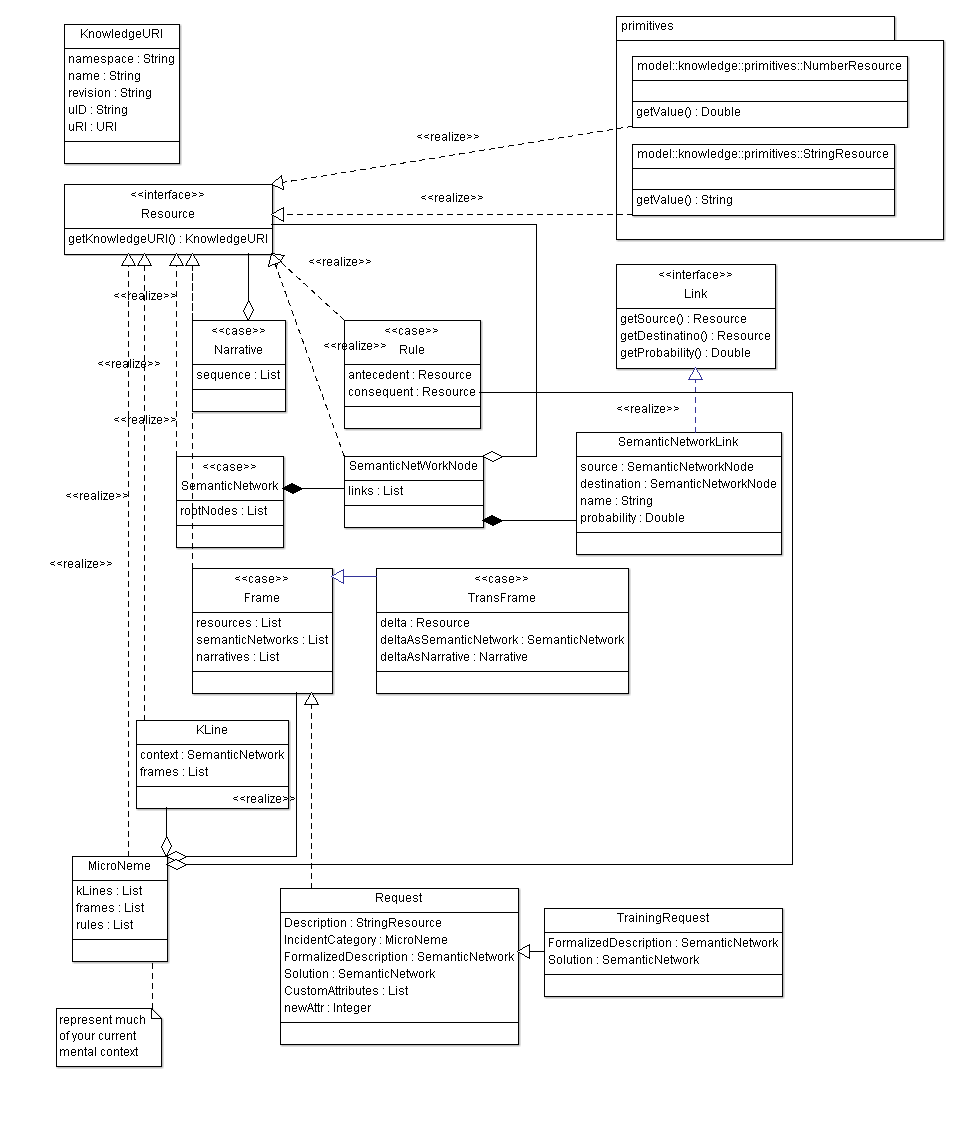 KnowledgeURI
namespace : String
name : String
revision : String
uID : String
uRI : URI
primitives
model::knowledge::primitives::NumberResource
getValue() : Double
model::knowledge::primitives::StringResource
getValue() : String
<<realize>>
<<realize>>
<<interface>>
Resource
getKnowledgeURI() : KnowledgeURI
<<realize>>
<<realize>>
<<interface>>
Link
getSource() : Resource
getDestinatino() : Resource
getProbability() : Double
<<case>>
Narrative
sequence : List
<<case>>
Rule
antecedent : Resource
consequent : Resource
<<realize>>
<<realize>>
<<realize>>
<<realize>>
<<case>>
SemanticNetwork
rootNodes : List
SemanticNetWorkNode
links : List
SemanticNetworkLink
source : SemanticNetworkNode
destination : SemanticNetworkNode
name : String
probability : Double
<<realize>>
<<realize>>
<<case>>
Frame
resources : List
semanticNetworks : List
narratives : List
<<case>>
TransFrame
delta : Resource
deltaAsSemanticNetwork : SemanticNetwork
deltaAsNarrative : Narrative
KLine
context : SemanticNetwork
frames : List
<<realize>>
MicroNeme
kLines : List
frames : List
rules : List
Request
Description : StringResource
IncidentCategory : MicroNeme
FormalizedDescription : SemanticNetwork
Solution : SemanticNetwork
CustomAttributes : List
newAttr : Integer
TrainingRequest
FormalizedDescription : SemanticNetwork
Solution : SemanticNetwork
represent much
of your current
mental context